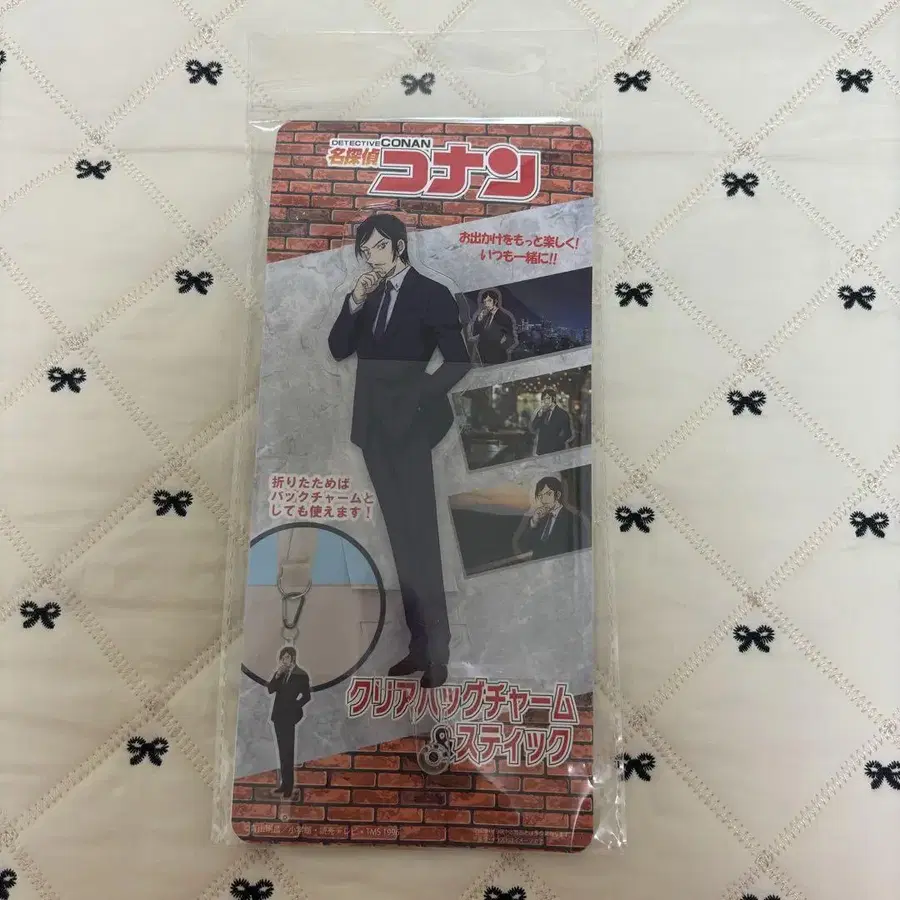 DETECTIVE CONAN
名探偵
コナン
お出かけをもっと楽しく!
いつも一緒に!!
折りたためば
バックチャームと
しても使えます!
クリアバッグチャーム
&スティック